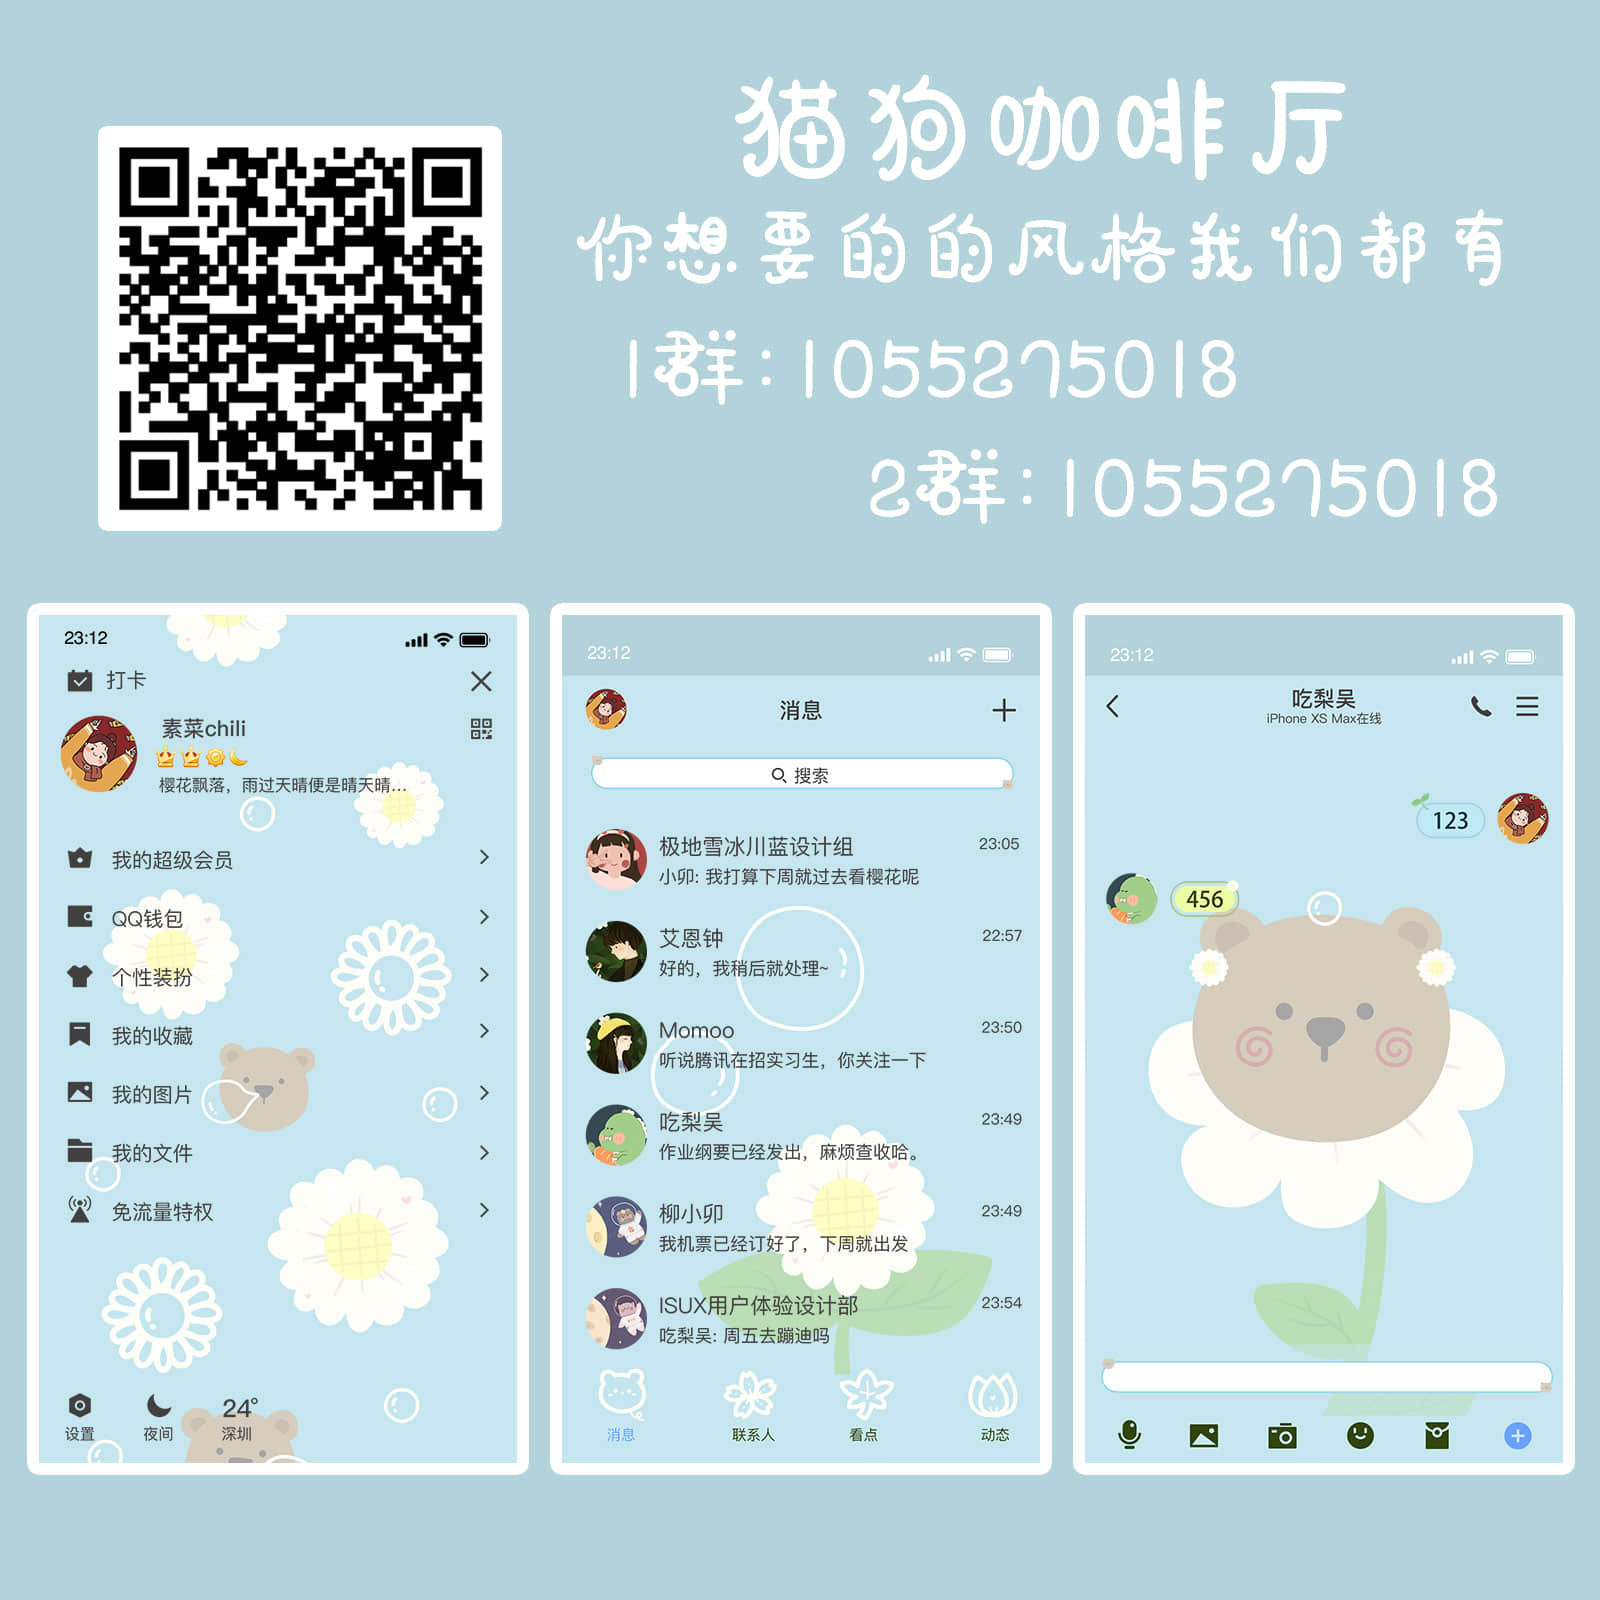 猫狗咖啡厅
你想要的的风格我们都有
1群:1055275018
2群:1055275018
23:12
打卡
素菜chili
樱花飘落，雨过天晴便是晴天晴...
我的超级会员
QQ钱包
个性装扮
我的收藏
我的图片
我的文件
免流量特权
24°
设置 夜间 深圳
23:12
消息
搜索
极地雪冰川蓝设计组 23:05
小卯: 我打算下周就过去看樱花呢
艾恩钟 22:57
好的，我稍后就处理~
Momoo 23:50
听说腾讯在招实习生，你关注一下
吃梨吴 23:49
作业纲要已经发出，麻烦查收哈。
柳小卯 23:49
我机票已经订好了，下周就出发
ISUX用户体验设计部 23:54
吃梨吴: 周五去蹦迪吗
消息 联系人 看点 动态
23:12
吃梨吴
iPhone XS Max在线
123
456